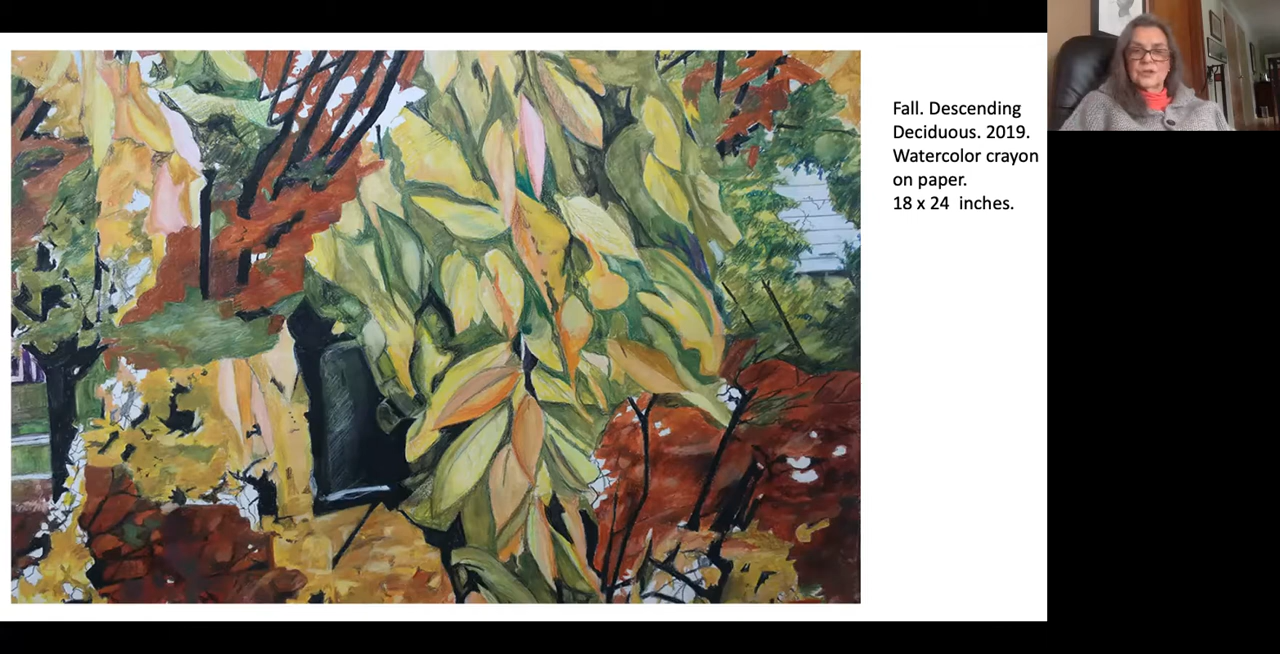 Fall. Descending
Deciduous. 2019.
Watercolor crayon
on paper.
18 x 24  inches.